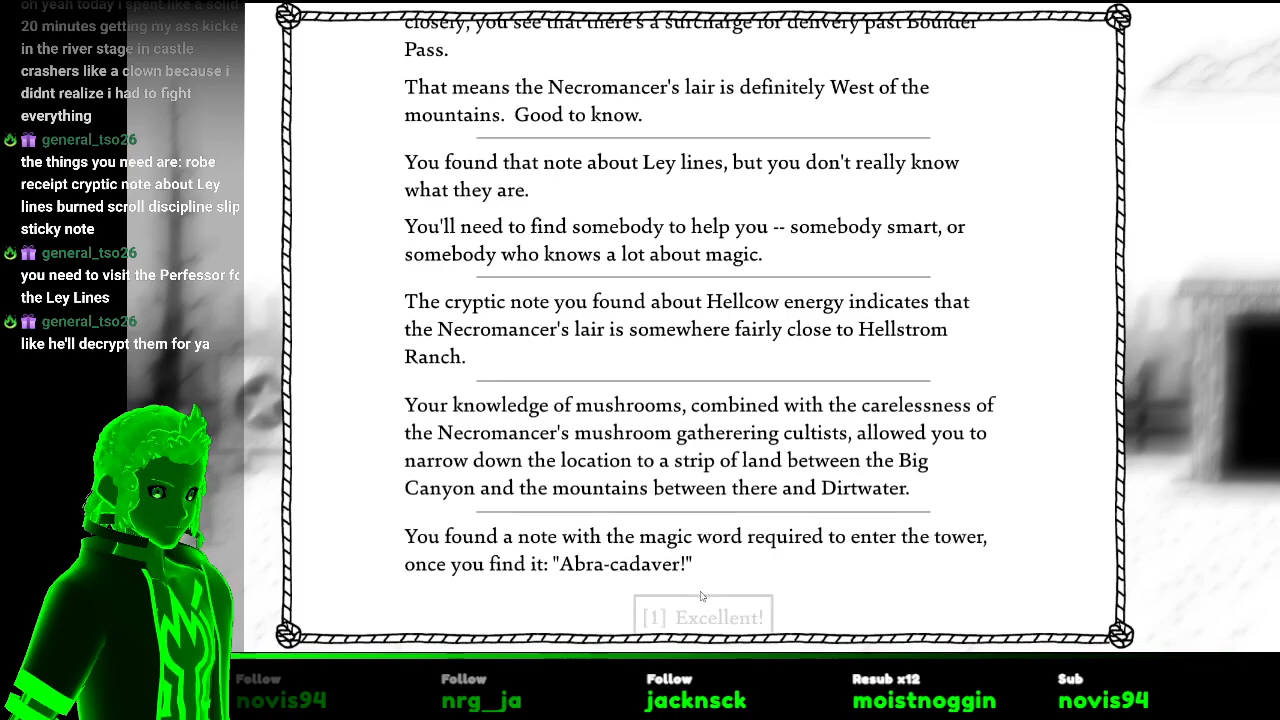 oh yeah today i spent like a solid
20 minutes getting my ass kicke
in the river stage in castle
crashers like a clown because i
didnt realize i had to fight
everything
general_tso26
the things you need are: robe
receipt cryptic note about Ley
lines burned scroll discipline slip
sticky note
general_tso26
you need to visit the Perfessor fo
the Ley Lines
general_tso26
like he'll decrypt them for ya
closely, you see that there's a surcharge for delivery past Boulder
Pass.
That means the Necromancer's lair is definitely West of the
mountains.  Good to know.
You found that note about Ley lines, but you don't really know
what they are.
You'll need to find somebody to help you -- somebody smart, or
somebody who knows a lot about magic.
The cryptic note you found about Hellcow energy indicates that
the Necromancer's lair is somewhere fairly close to Hellstrom
Ranch.
Your knowledge of mushrooms, combined with the carelessness of
the Necromancer's mushroom gatherering cultists, allowed you to
narrow down the location to a strip of land between the Big
Canyon and the mountains between there and Dirtwater.
You found a note with the magic word required to enter the tower,
once you find it: "Abra-cadaver!"
[1] Excellent!
Follow
novis94
Follow
nrg_ja
Follow
jacknsck
Resub x12
moistnoggin
Sub
novis94